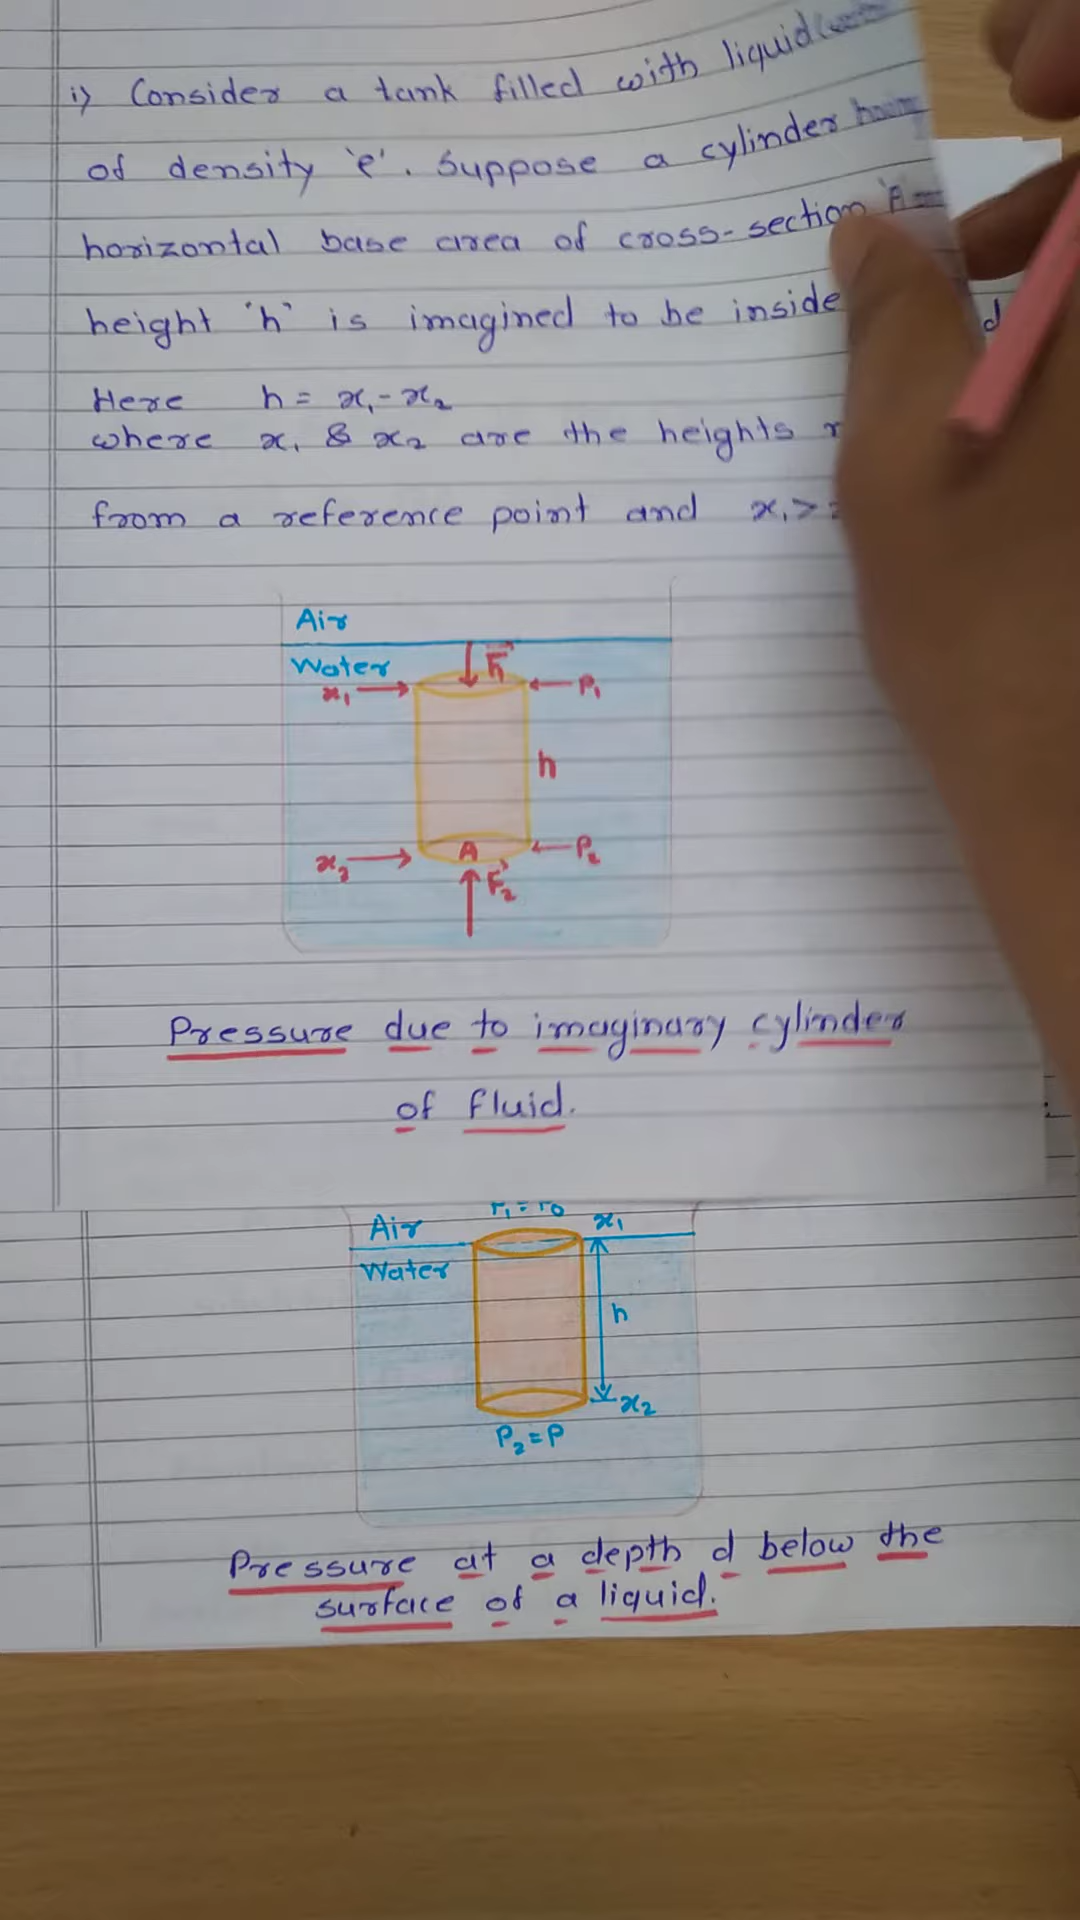 i) Consider a tank filled with liquid
of density 'ρ'. Suppose a cylinder
horizontal base area of cross-section 'A
height 'h' is imagined to be inside
Here h = x₁ - x₂
where x₁ & x₂ are the heights
from a reference point and x₁ >
Air
Water
F₁
x₁
P₁
h
x₂
A
P₂
F₂
Pressure due to imaginary cylinder
of fluid.
Air
x₁
Water
h
x₂
P₂ = P
Pressure at a depth d below the
surface of a liquid.